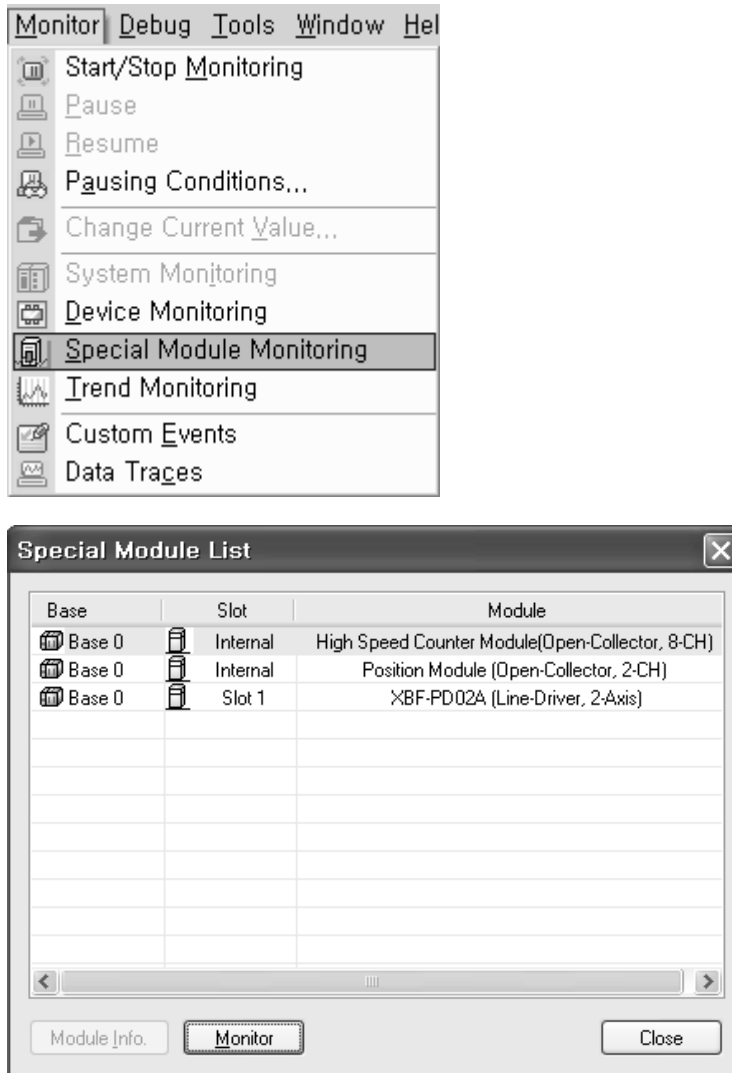 Monitor Debug Tools Window Hel
Start/Stop Monitoring
Pause
Resume
Pausing Conditions...
Change Current Value...
System Monitoring
Device Monitoring
Special Module Monitoring
Trend Monitoring
Custom Events
Data Traces
Special Module List
Base Slot Module
Base 0 Internal High Speed Counter Module(Open-Collector, 8-CH)
Base 0 Internal Position Module (Open-Collector, 2-CH)
Base 0 Slot 1 XBF-PD02A (Line-Driver, 2-Axis)
Module Info. Monitor Close